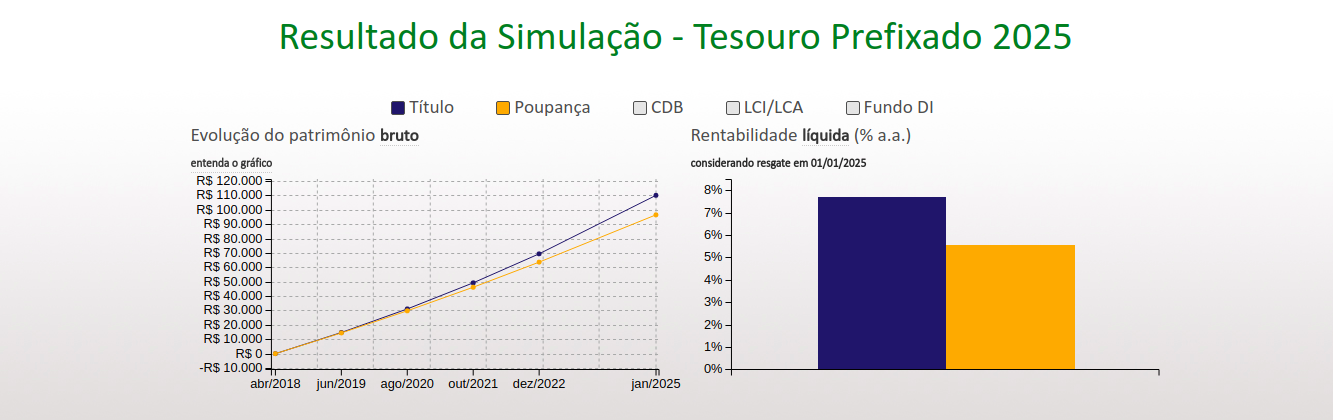 Resultado da Simulação - Tesouro Prefixado 2025
Título Poupança CDB LCI/LCA Fundo DI
Evolução do patrimônio bruto
entenda o gráfico
R$ 120.000
R$ 110.000
R$ 100.000
R$ 90.000
R$ 80.000
R$ 70.000
R$ 60.000
R$ 50.000
R$ 40.000
R$ 30.000
R$ 20.000
R$ 10.000
R$ 0
-R$ 10.000
abr/2018 jun/2019 ago/2020 out/2021 dez/2022 jan/2025
Rentabilidade líquida (% a.a.)
considerando resgate em 01/01/2025
8%
7%
6%
5%
4%
3%
2%
1%
0%